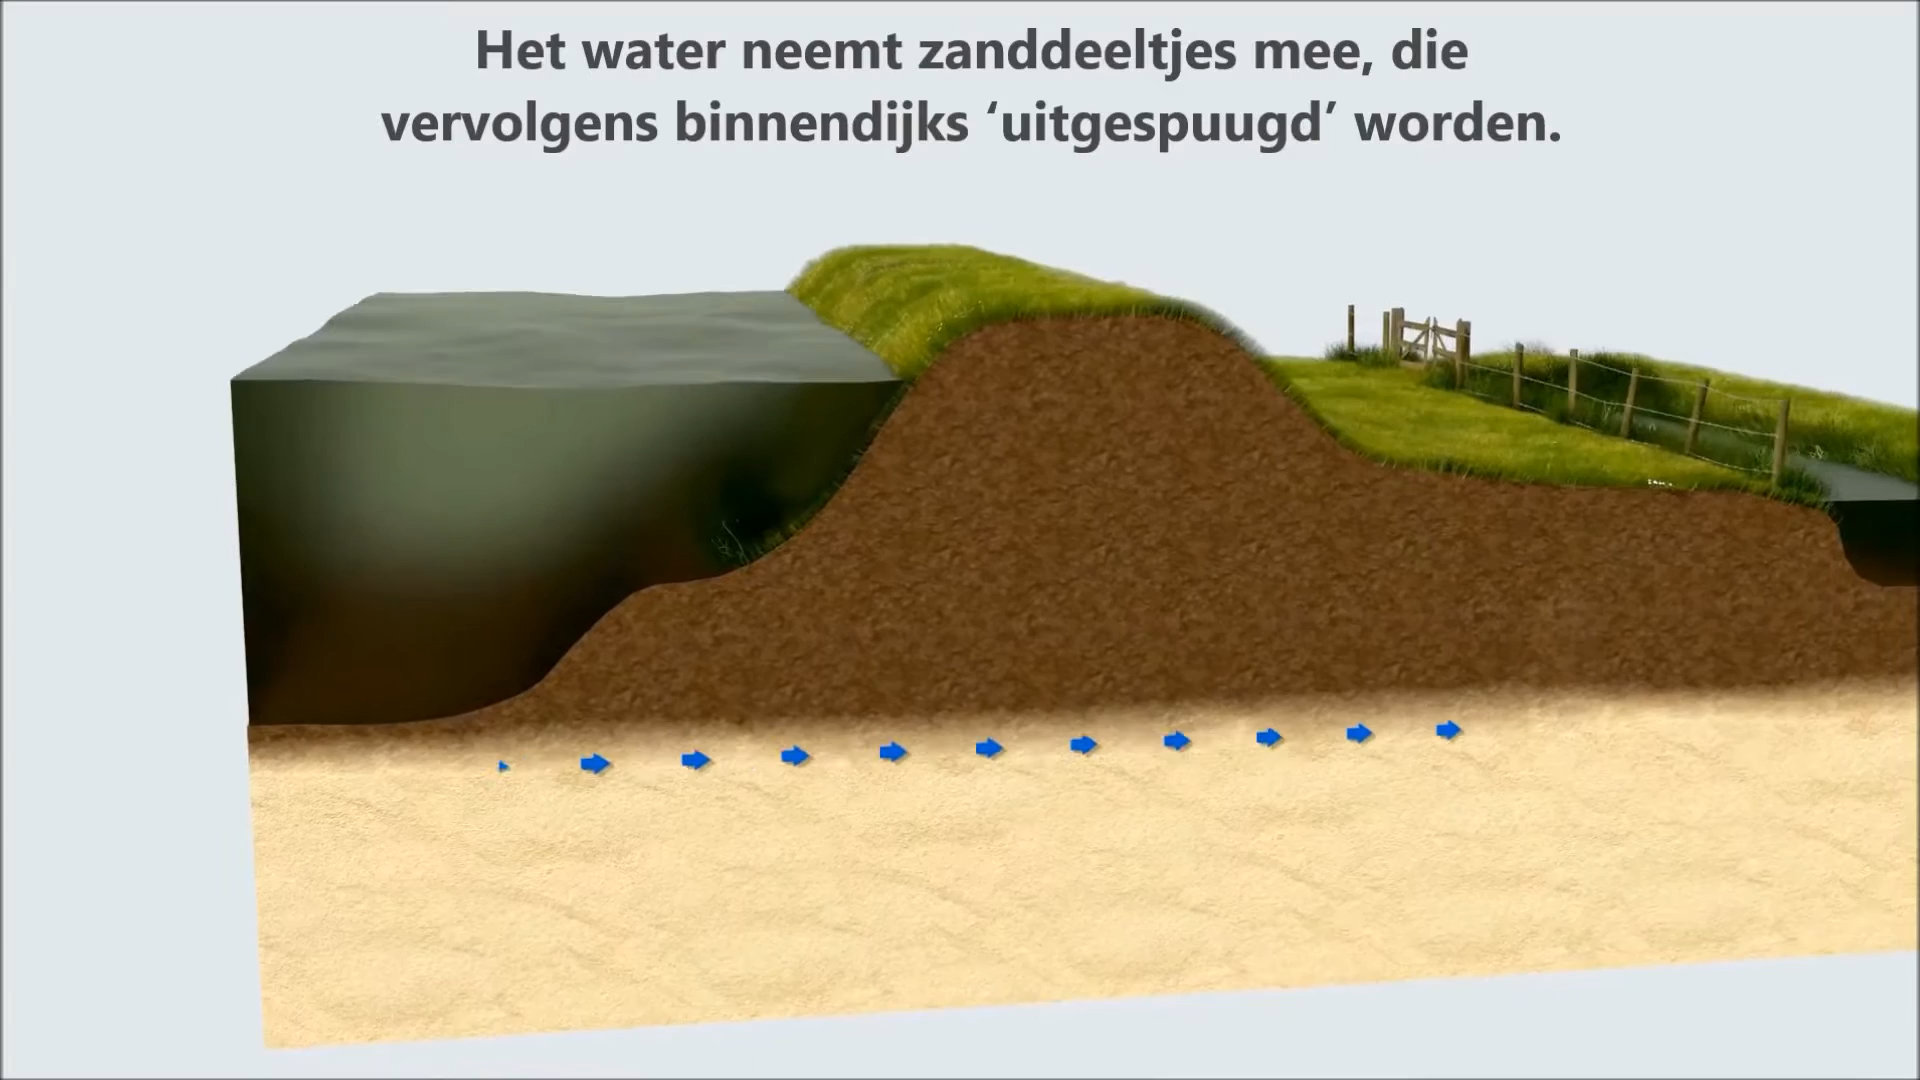 Het water neemt zanddeeltjes mee, die
vervolgens binnendijks ‘uitgespuugd’ worden.